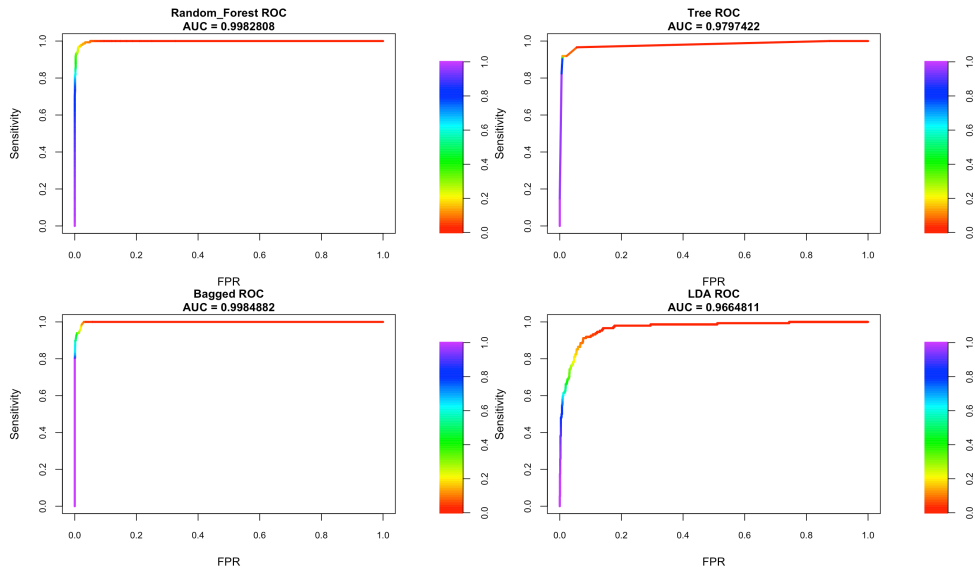 Random_Forest ROC
AUC = 0.9982808
Sensitivity
0.0 0.2 0.4 0.6 0.8 1.0
0.0 0.2 0.4 0.6 0.8 1.0
FPR
0.0 0.2 0.4 0.6 0.8 1.0
Tree ROC
AUC = 0.9797422
Sensitivity
0.0 0.2 0.4 0.6 0.8 1.0
0.0 0.2 0.4 0.6 0.8 1.0
FPR
0.0 0.2 0.4 0.6 0.8 1.0
Bagged ROC
AUC = 0.9984882
Sensitivity
0.0 0.2 0.4 0.6 0.8 1.0
0.0 0.2 0.4 0.6 0.8 1.0
FPR
0.0 0.2 0.4 0.6 0.8 1.0
LDA ROC
AUC = 0.9664811
Sensitivity
0.0 0.2 0.4 0.6 0.8 1.0
0.0 0.2 0.4 0.6 0.8 1.0
FPR
0.0 0.2 0.4 0.6 0.8 1.0